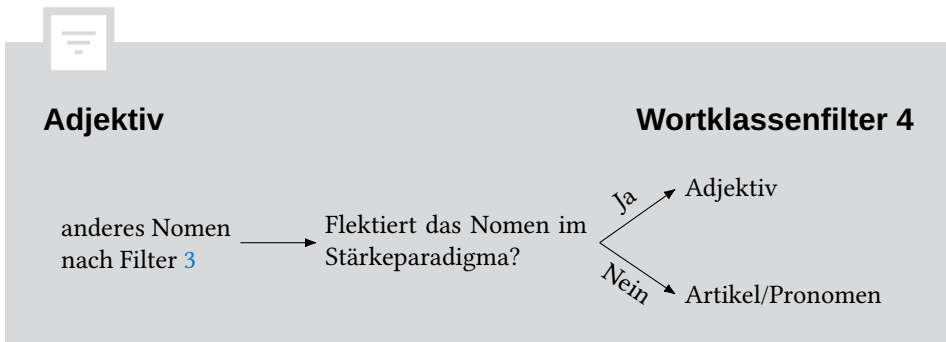 Adjektiv
Wortklassenfilter 4
anderes Nomen
nach Filter 3
Flektiert das Nomen im
Stärkeparadigma?
Ja
Adjektiv
Nein
Artikel/Pronomen